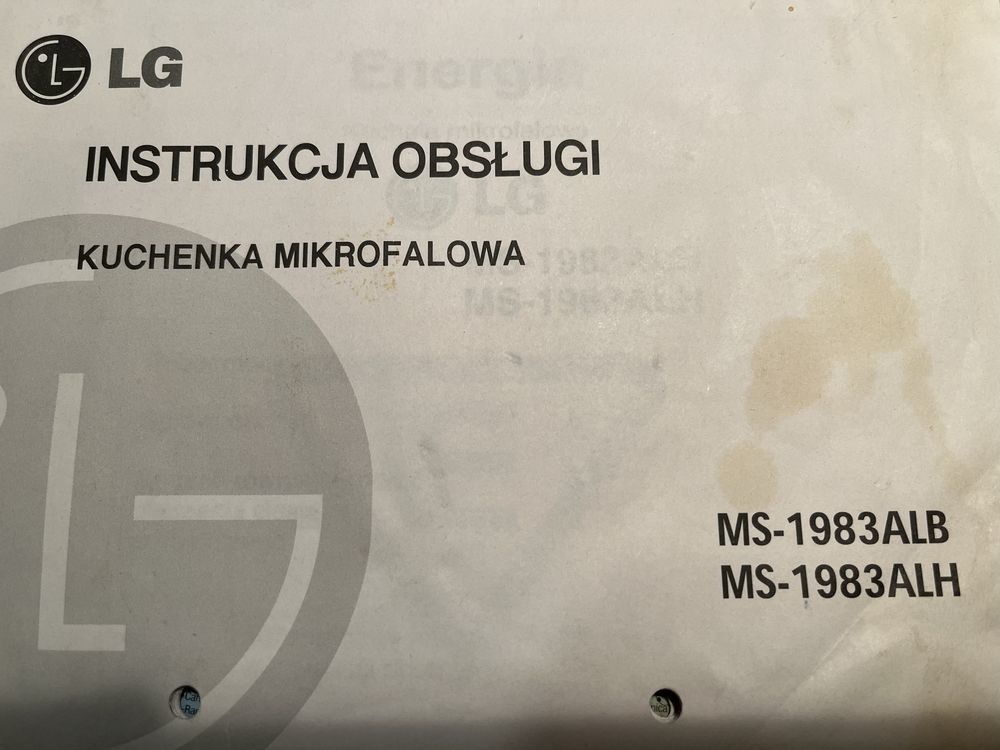 LG
INSTRUKCJA OBSŁUGI
KUCHENKA MIKROFALOWA
MS-1983ALB
MS-1983ALH